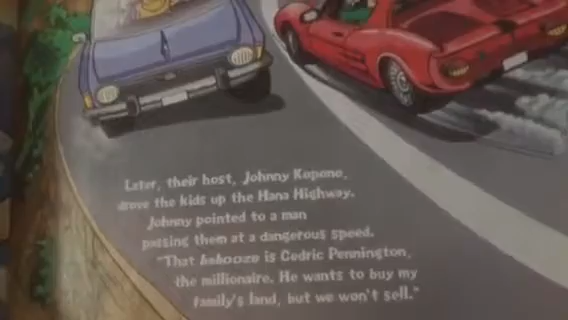 Later, their host, Johnny Kapono,
drove the kids up the Hana Highway.
Johnny pointed to a man
passing them at a dangerous speed.
"That kabooze is Cedric Pennington,
the millionaire. He wants to buy my
family's land, but we won't sell."